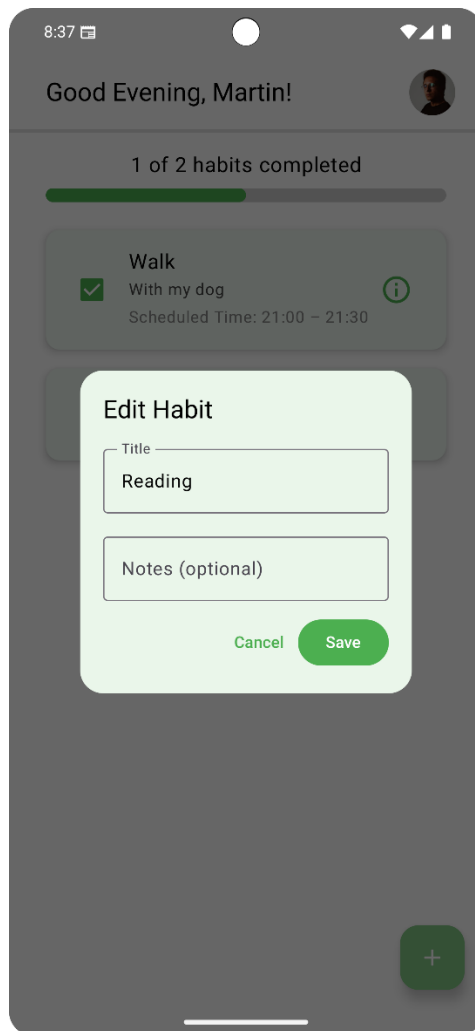 8:37
Good Evening, Martin!
1 of 2 habits completed
Walk
With my dog
Scheduled Time: 21:00 – 21:30
Edit Habit
Title
Reading
Notes (optional)
Cancel
Save
+